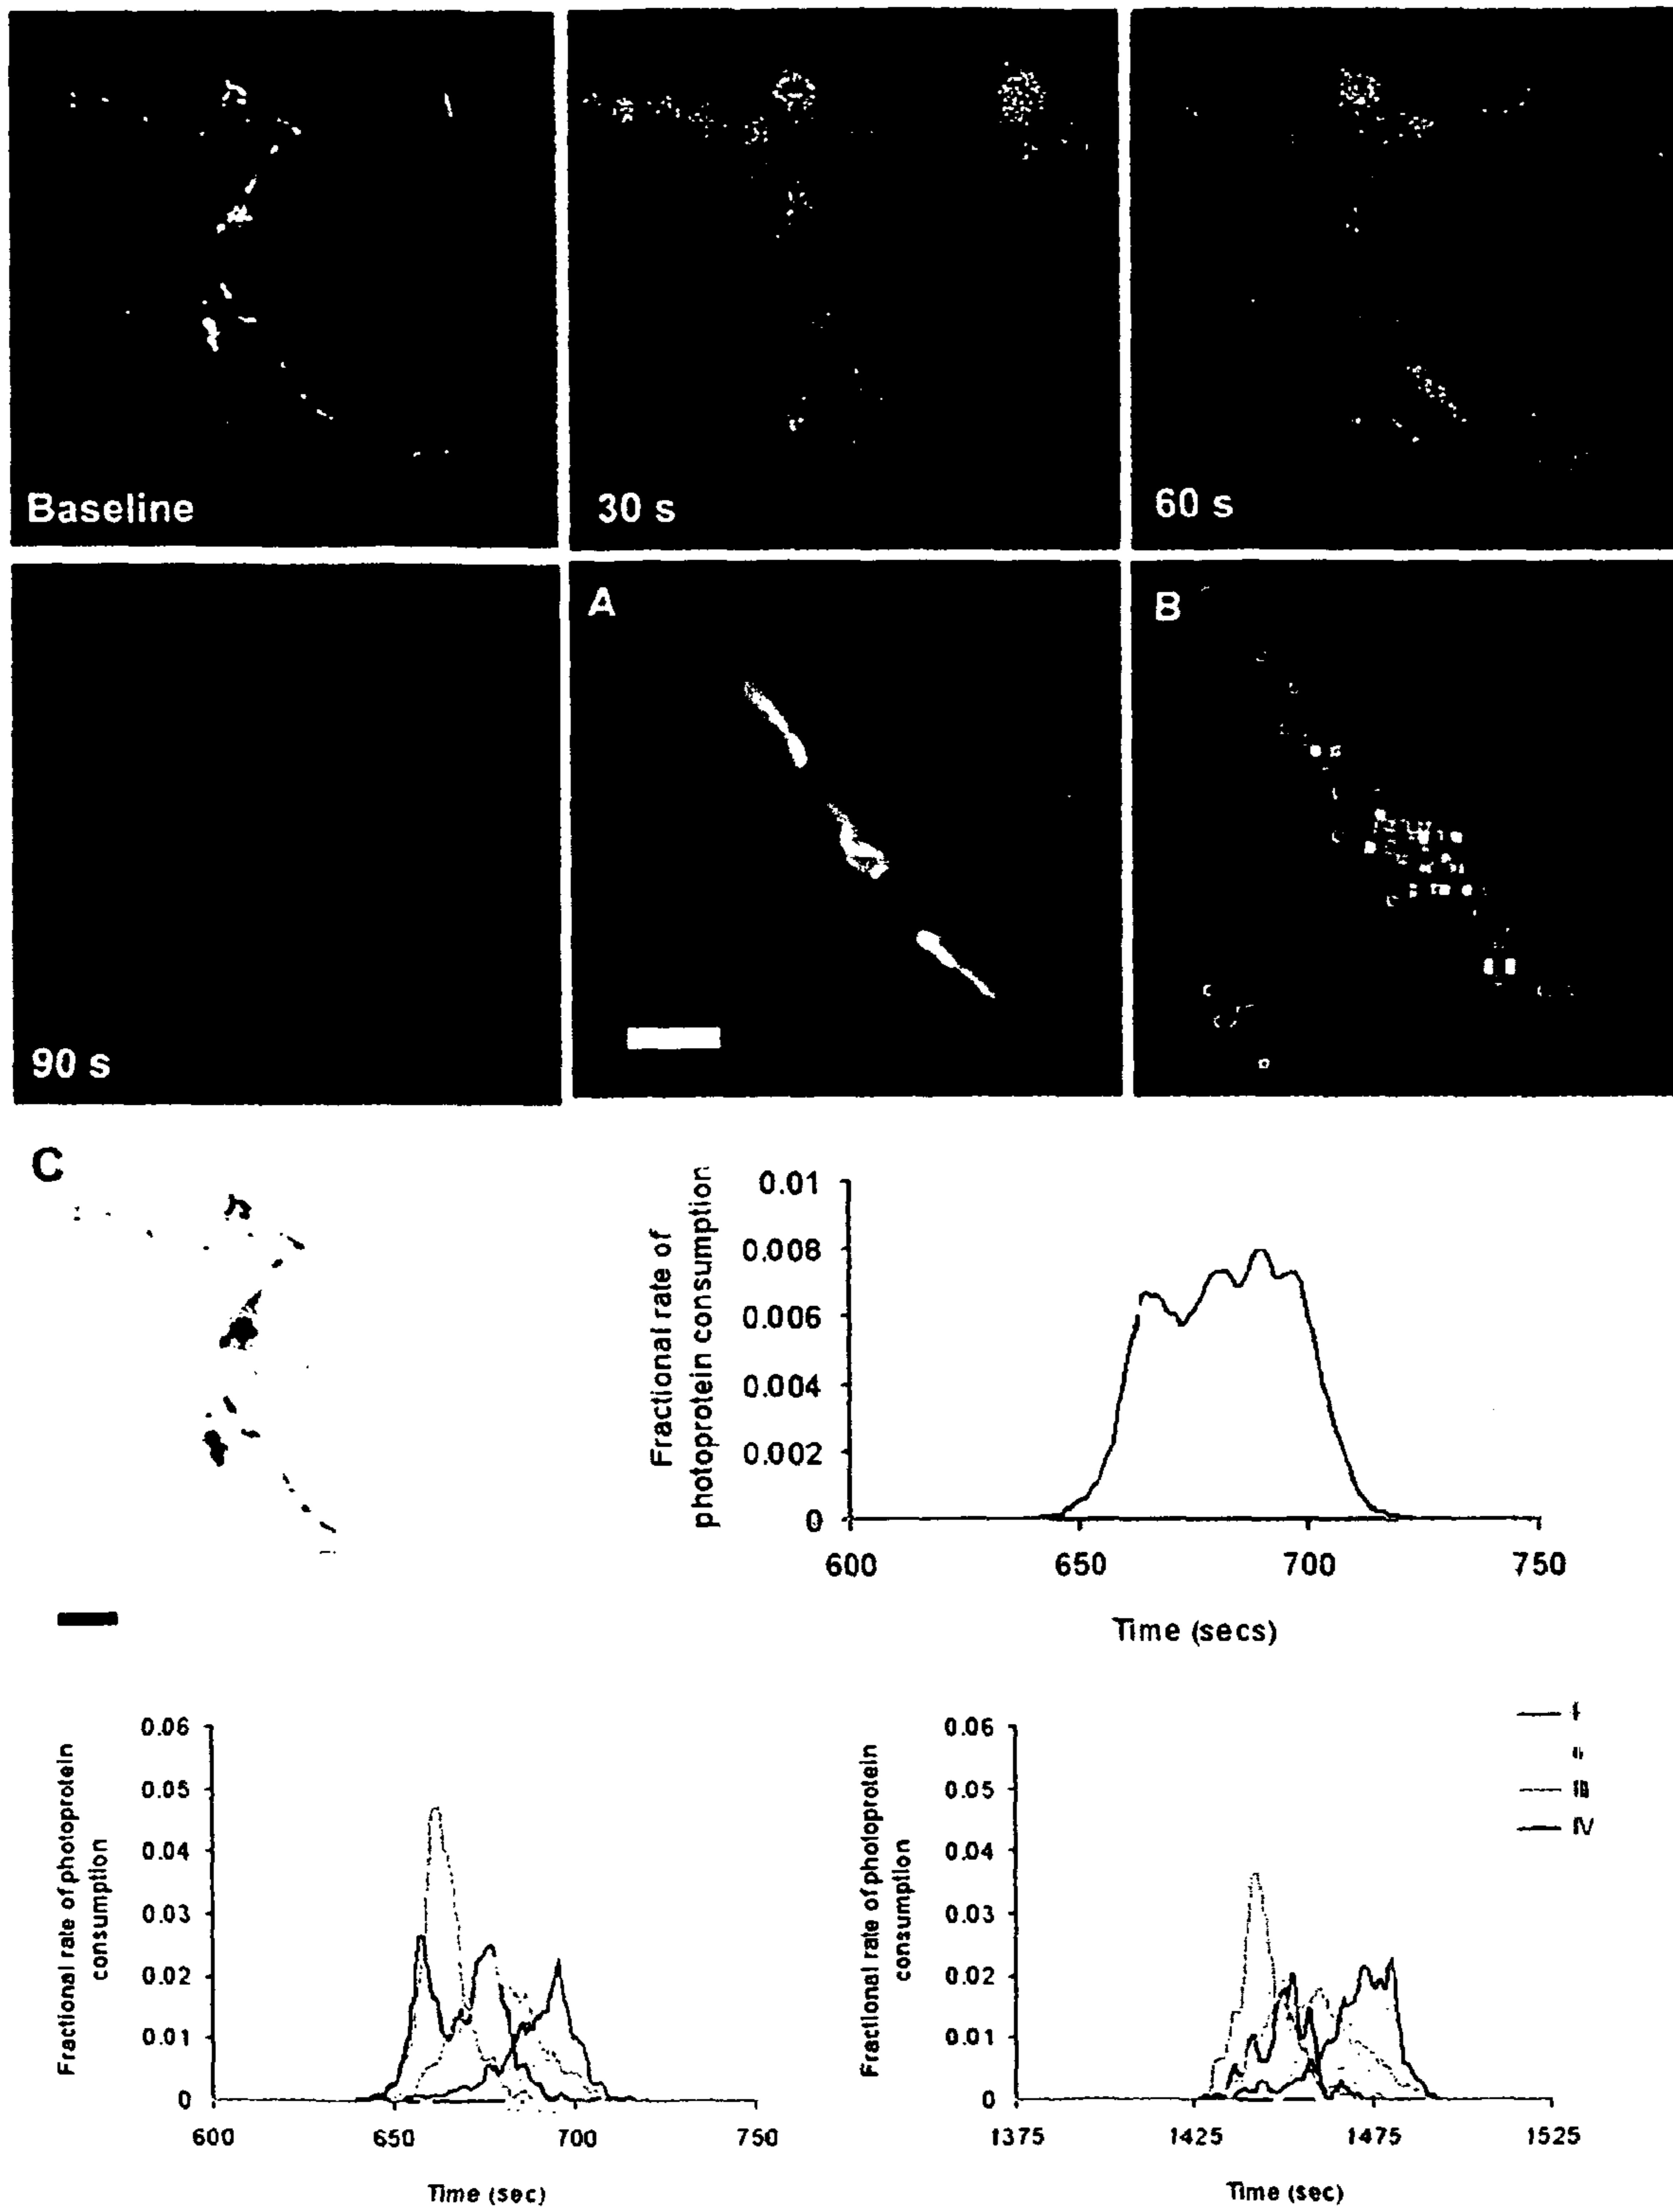 Baseline
30 s
60 s
90 s
A
B
C
Fractional rate of
photoprotein consumption
0.01
0.008
0.006
0.004
0.002
0
600
650
700
750
Time (secs)
Fractional rate of photoprotein
consumption
0.06
0.05
0.04
0.03
0.02
0.01
0
600
650
700
750
Time (sec)
Fractional rate of photoprotein
consumption
0.06
0.05
0.04
0.03
0.02
0.01
0
1375
1425
1475
1525
Time (sec)
I
II
III
IV